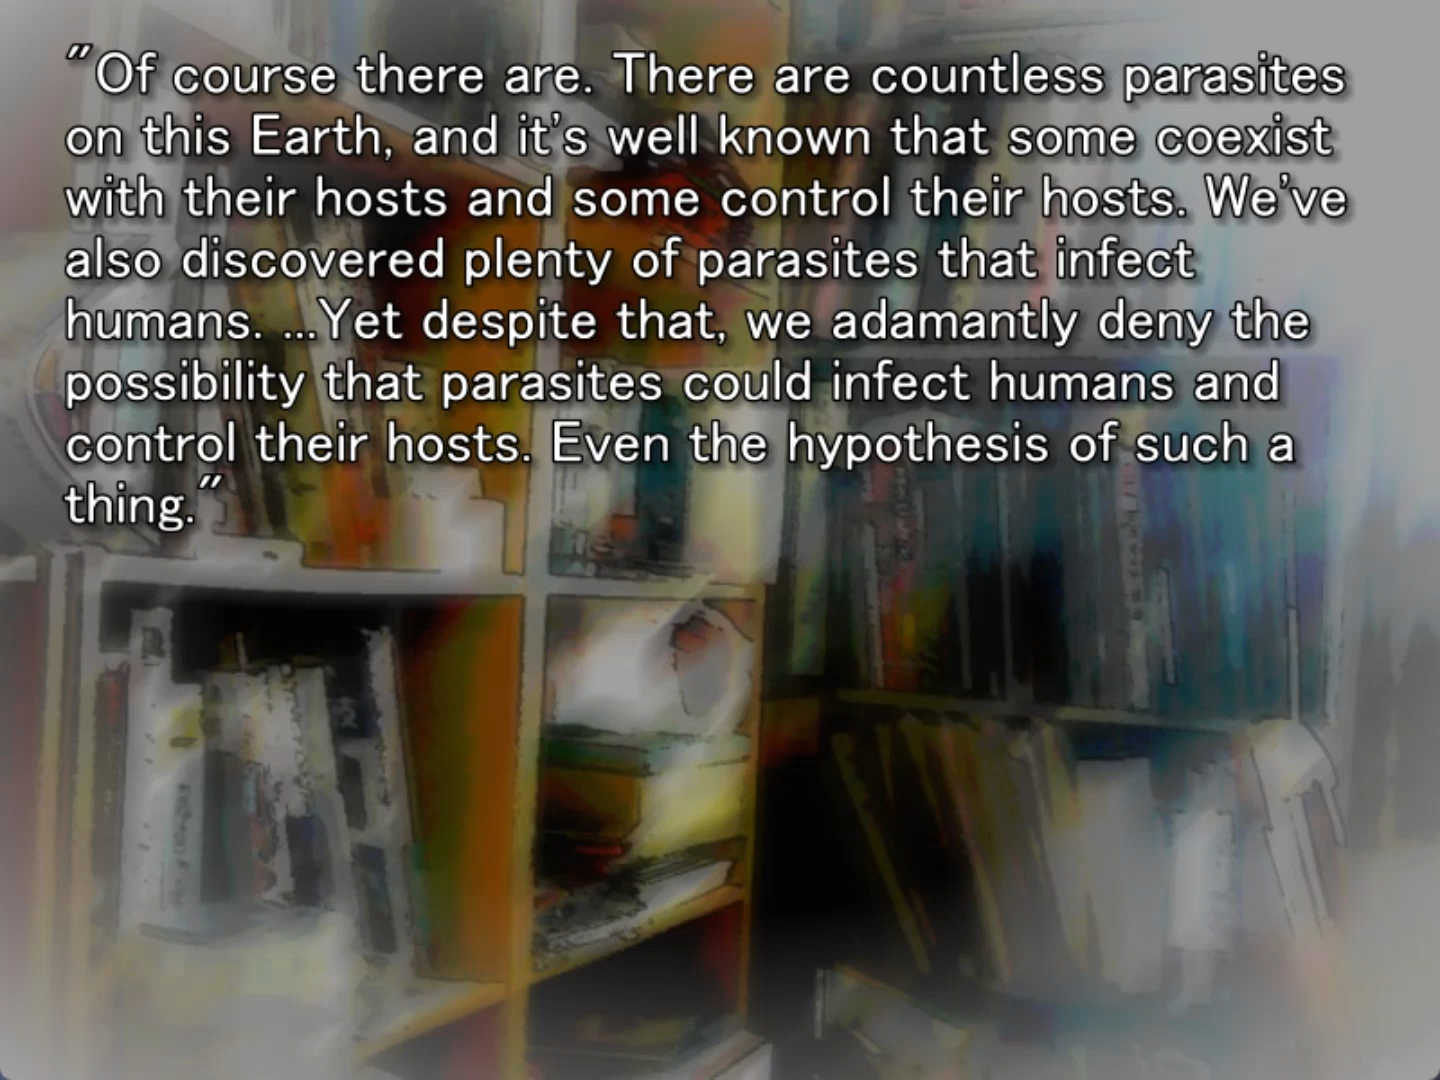 "Of course there are. There are countless parasites
on this Earth, and it's well known that some coexist
with their hosts and some control their hosts. We've
also discovered plenty of parasites that infect
humans. ...Yet despite that, we adamantly deny the
possibility that parasites could infect humans and
control their hosts. Even the hypothesis of such a
thing."